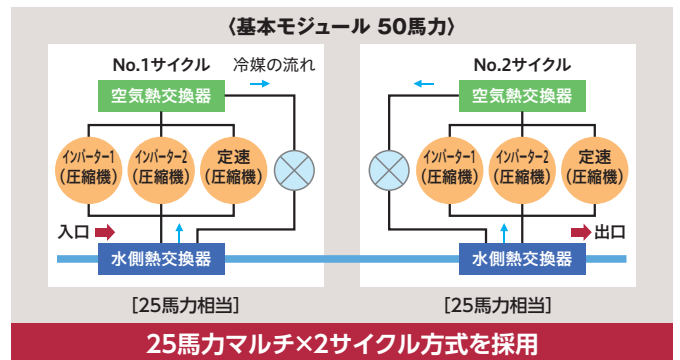 〈基本モジュール 50馬力〉
No.1サイクル
冷媒の流れ
空気熱交換器
インバーター1
(圧縮機)
インバーター2
(圧縮機)
定速
(圧縮機)
入口
水側熱交換器
[25馬力相当]
No.2サイクル
空気熱交換器
インバーター1
(圧縮機)
インバーター2
(圧縮機)
定速
(圧縮機)
出口
水側熱交換器
[25馬力相当]
25馬力マルチ×2サイクル方式を採用